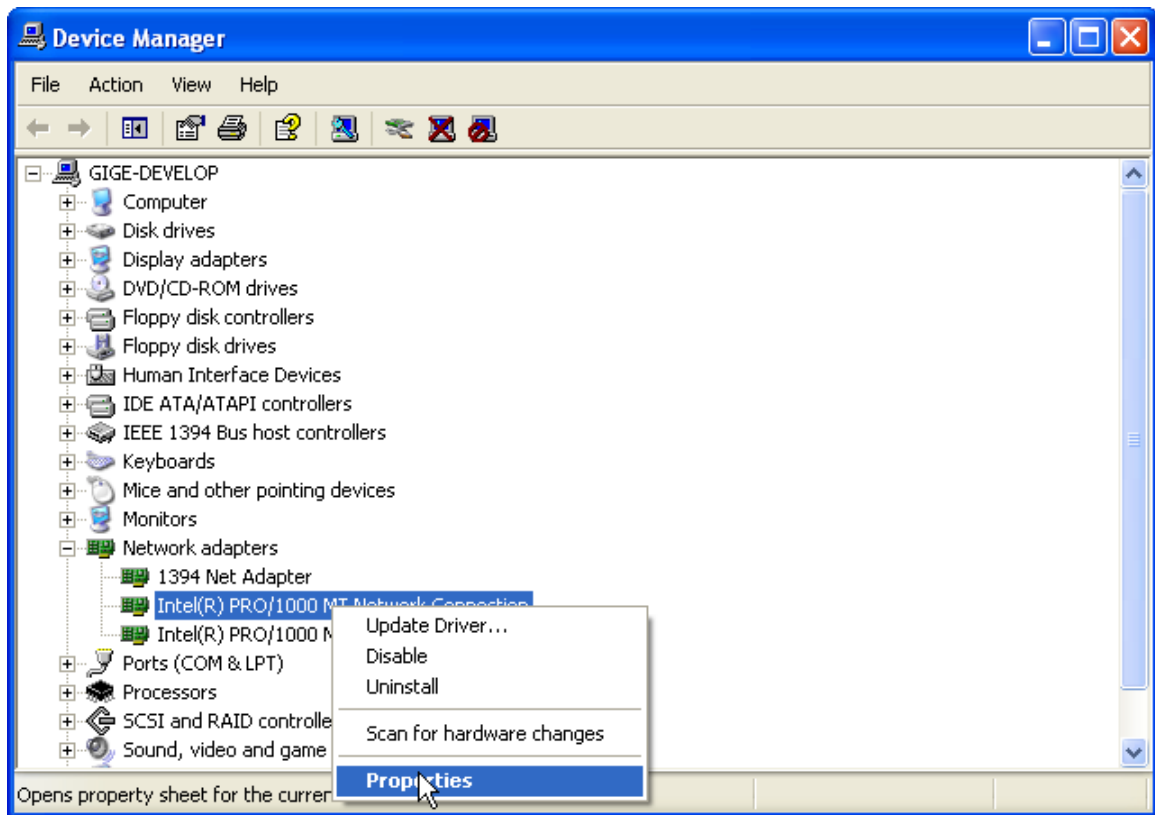 Device Manager
File Action View Help
GIGE-DEVELOP
Computer
Disk drives
Display adapters
DVD/CD-ROM drives
Floppy disk controllers
Floppy disk drives
Human Interface Devices
IDE ATA/ATAPI controllers
IEEE 1394 Bus host controllers
Keyboards
Mice and other pointing devices
Monitors
Network adapters
1394 Net Adapter
Intel(R) PRO/1000 MT Network Connection
Intel(R) PRO/1000 M
Update Driver...
Ports (COM & LPT)
Disable
Processors
Uninstall
SCSI and RAID controlle
Scan for hardware changes
Sound, video and game
Properties
Opens property sheet for the curren